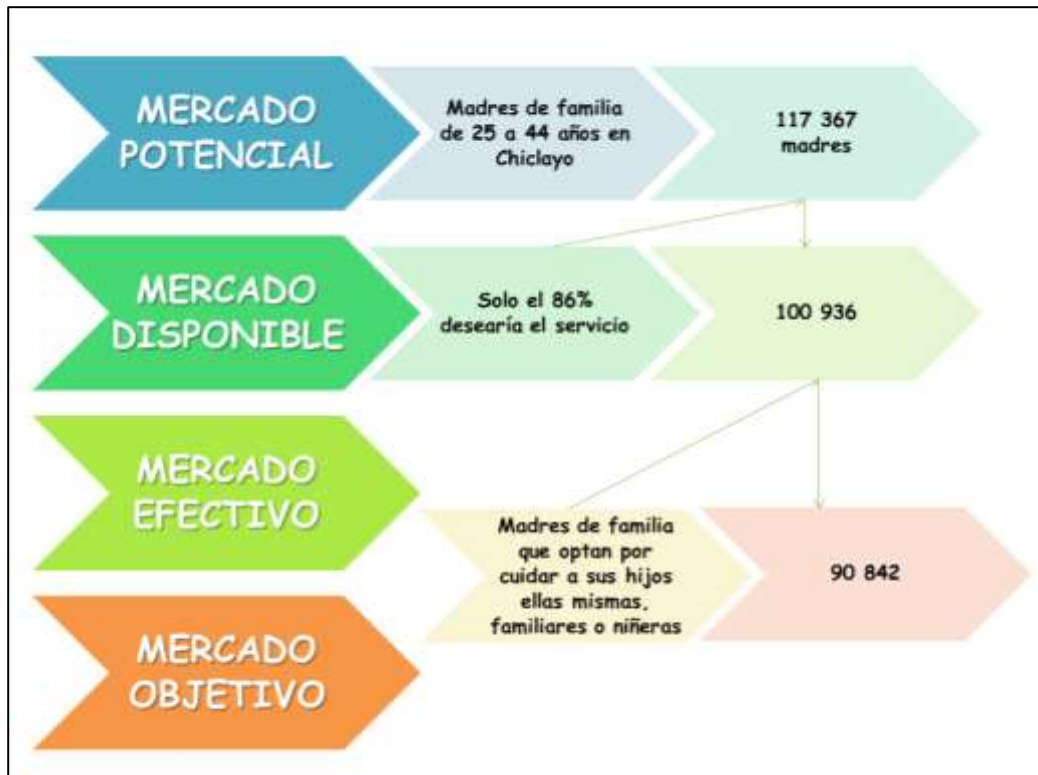 MERCADO
POTENCIAL
Madres de familia
de 25 a 44 años en
Chiclayo
117 367
madres
MERCADO
DISPONIBLE
Solo el 86%
desearía el servicio
100 936
MERCADO
EFECTIVO
Madres de familia
que optan por
cuidar a sus hijos
ellas mismas,
familiares o niñeras
90 842
MERCADO
OBJETIVO